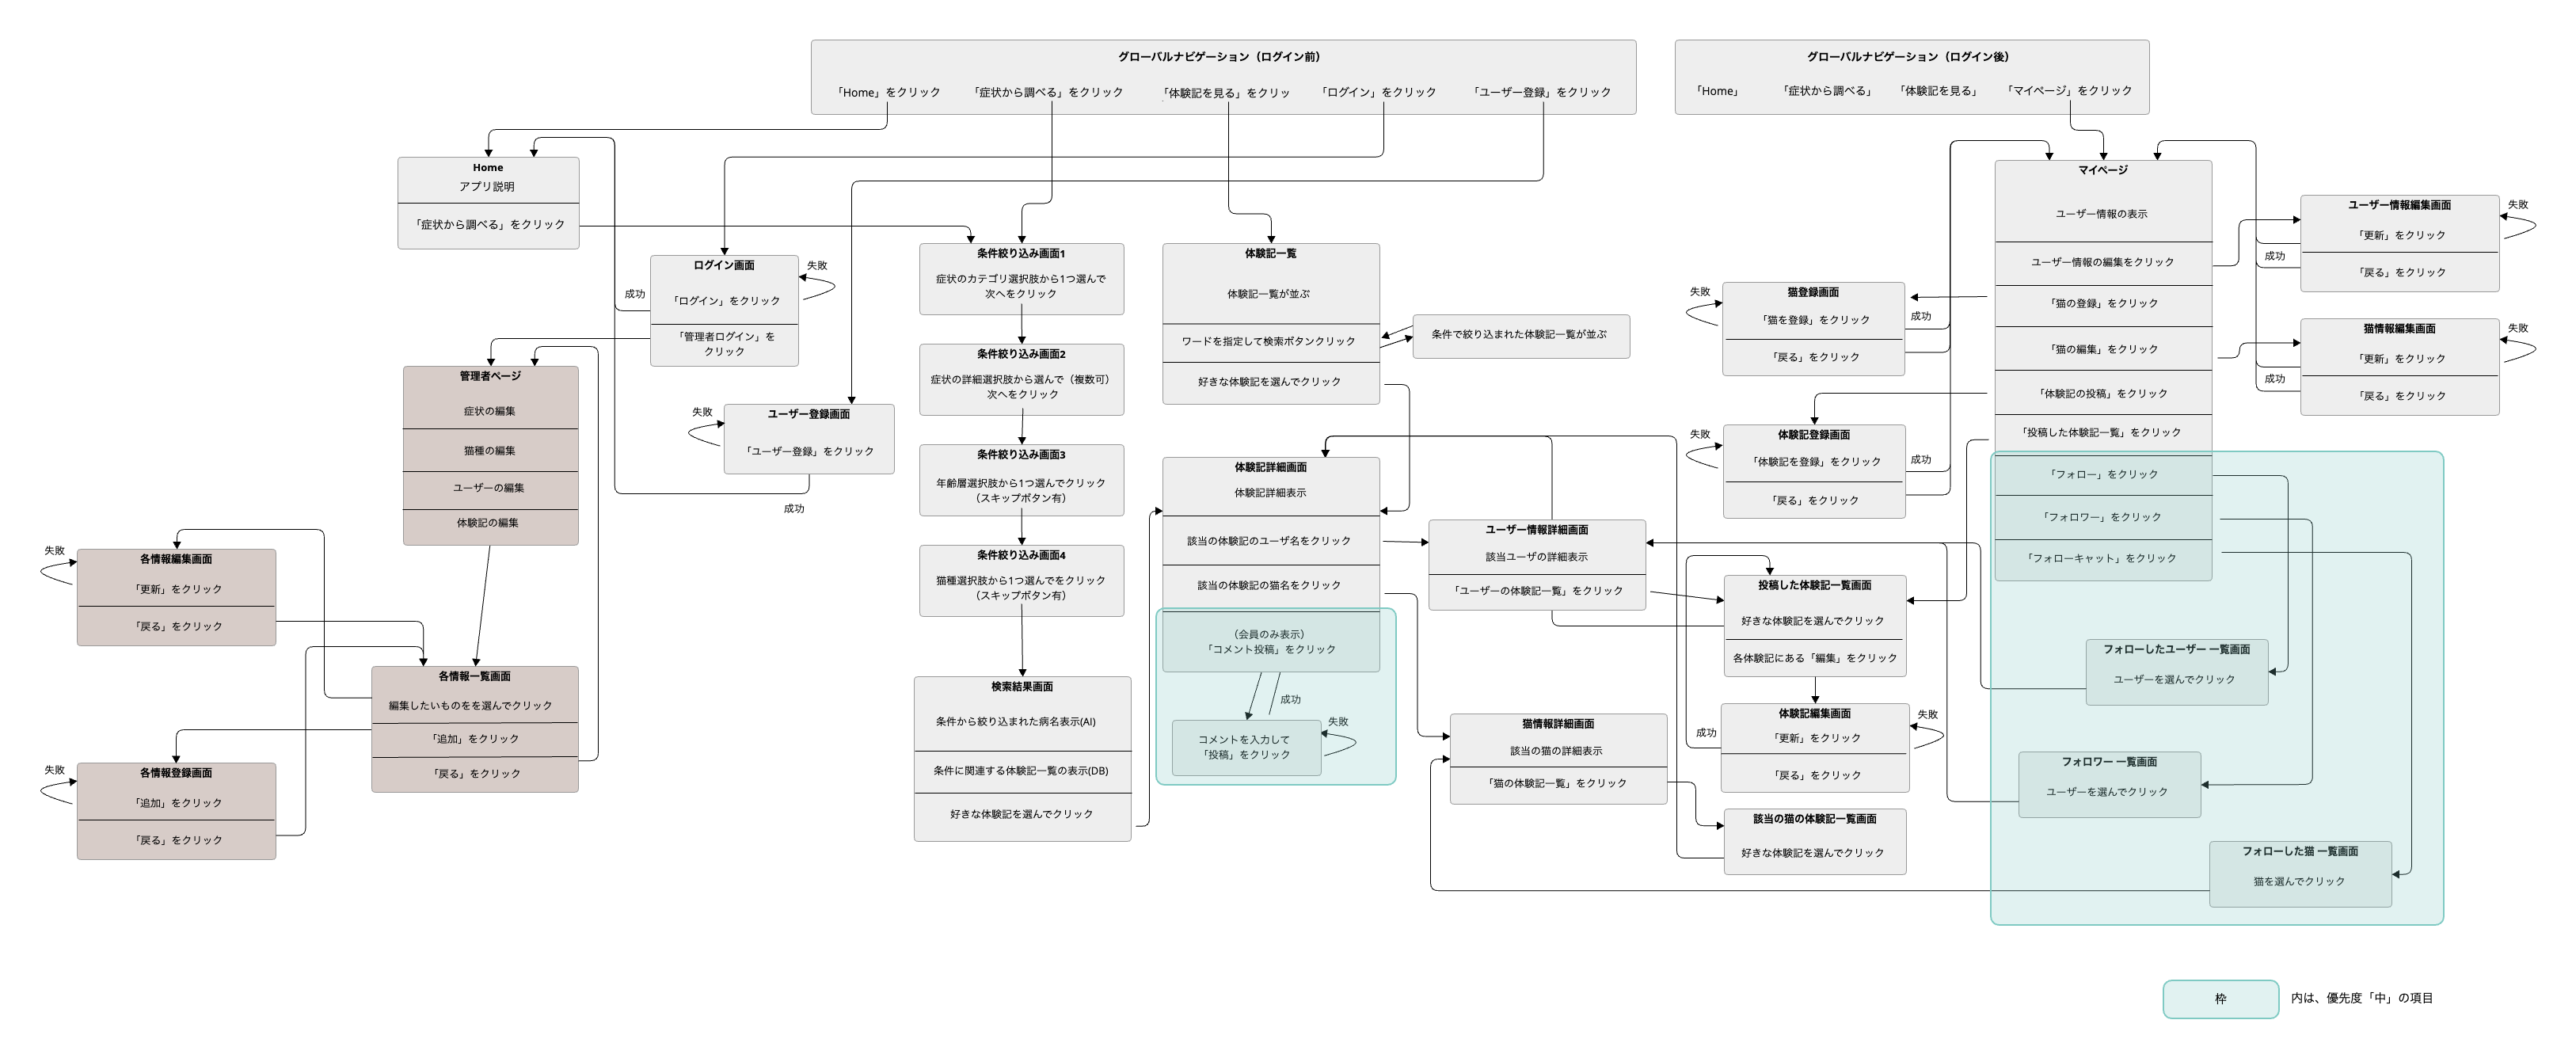 グローバルナビゲーション（ログイン前）
「Home」をクリック
「症状から調べる」をクリック
「体験記を見る」をクリッ
「ログイン」をクリック
「ユーザー登録」をクリック
グローバルナビゲーション（ログイン後）
「Home」
「症状から調べる」
「体験記を見る」
「マイページ」をクリック
Home
アプリ説明
「症状から調べる」をクリック
ログイン画面
「ログイン」をクリック
「管理者ログイン」を
クリック
失敗
成功
管理者ページ
症状の編集
猫種の編集
ユーザーの編集
体験記の編集
ユーザー登録画面
「ユーザー登録」をクリック
失敗
成功
各情報編集画面
「更新」をクリック
「戻る」をクリック
失敗
各情報一覧画面
編集したいものをを選んでクリック
「追加」をクリック
「戻る」をクリック
各情報登録画面
「追加」をクリック
「戻る」をクリック
失敗
条件絞り込み画面1
症状のカテゴリ選択肢から1つ選んで
次へをクリック
条件絞り込み画面2
症状の詳細選択肢から選んで（複数可）
次へをクリック
条件絞り込み画面3
年齢層選択肢から1つ選んでクリック
（スキップボタン有）
条件絞り込み画面4
猫種選択肢から1つ選んでをクリック
（スキップボタン有）
検索結果画面
条件から絞り込まれた病名表示(AI)
条件に関連する体験記一覧の表示(DB)
好きな体験記を選んでクリック
体験記一覧
体験記一覧が並ぶ
ワードを指定して検索ボタンクリック
好きな体験記を選んでクリック
条件で絞り込まれた体験記一覧が並ぶ
体験記詳細画面
体験記詳細表示
該当の体験記のユーザ名をクリック
該当の体験記の猫名をクリック
（会員のみ表示）
「コメント投稿」をクリック
成功
コメントを入力して
「投稿」をクリック
失敗
ユーザー情報詳細画面
該当ユーザの詳細表示
「ユーザーの体験記一覧」をクリック
猫情報詳細画面
該当の猫の詳細表示
「猫の体験記一覧」をクリック
猫登録画面
「猫を登録」をクリック
「戻る」をクリック
失敗
成功
体験記登録画面
「体験記を登録」をクリック
「戻る」をクリック
失敗
成功
投稿した体験記一覧画面
好きな体験記を選んでクリック
各体験記にある「編集」をクリック
体験記編集画面
「更新」をクリック
「戻る」をクリック
成功
失敗
該当の猫の体験記一覧画面
好きな体験記を選んでクリック
マイページ
ユーザー情報の表示
ユーザー情報の編集をクリック
「猫の登録」をクリック
「猫の編集」をクリック
「体験記の投稿」をクリック
「投稿した体験記一覧」をクリック
「フォロー」をクリック
「フォロワー」をクリック
「フォローキャット」をクリック
ユーザー情報編集画面
「更新」をクリック
「戻る」をクリック
失敗
成功
猫情報編集画面
「更新」をクリック
「戻る」をクリック
失敗
成功
フォローしたユーザー 一覧画面
ユーザーを選んでクリック
フォロワー 一覧画面
ユーザーを選んでクリック
フォローした猫 一覧画面
猫を選んでクリック
枠
内は、優先度「中」の項目